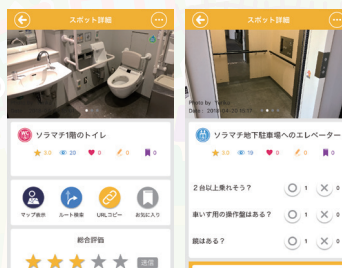 スポット詳細
WC
ソラマチ1階のトイレ
3.0 20 0 0 0
マップ表示 ルート検索 URLコピー お気に入り
総合評価
送信
スポット詳細
Photo by
Date : 2018/04/20
ソラマチ地下駐車場へのエレベーター
3.0 19 0 0 0
2台以上乗れそう? 1 0
車いす用の操作盤はある? 1 0
鏡はある? 1 0